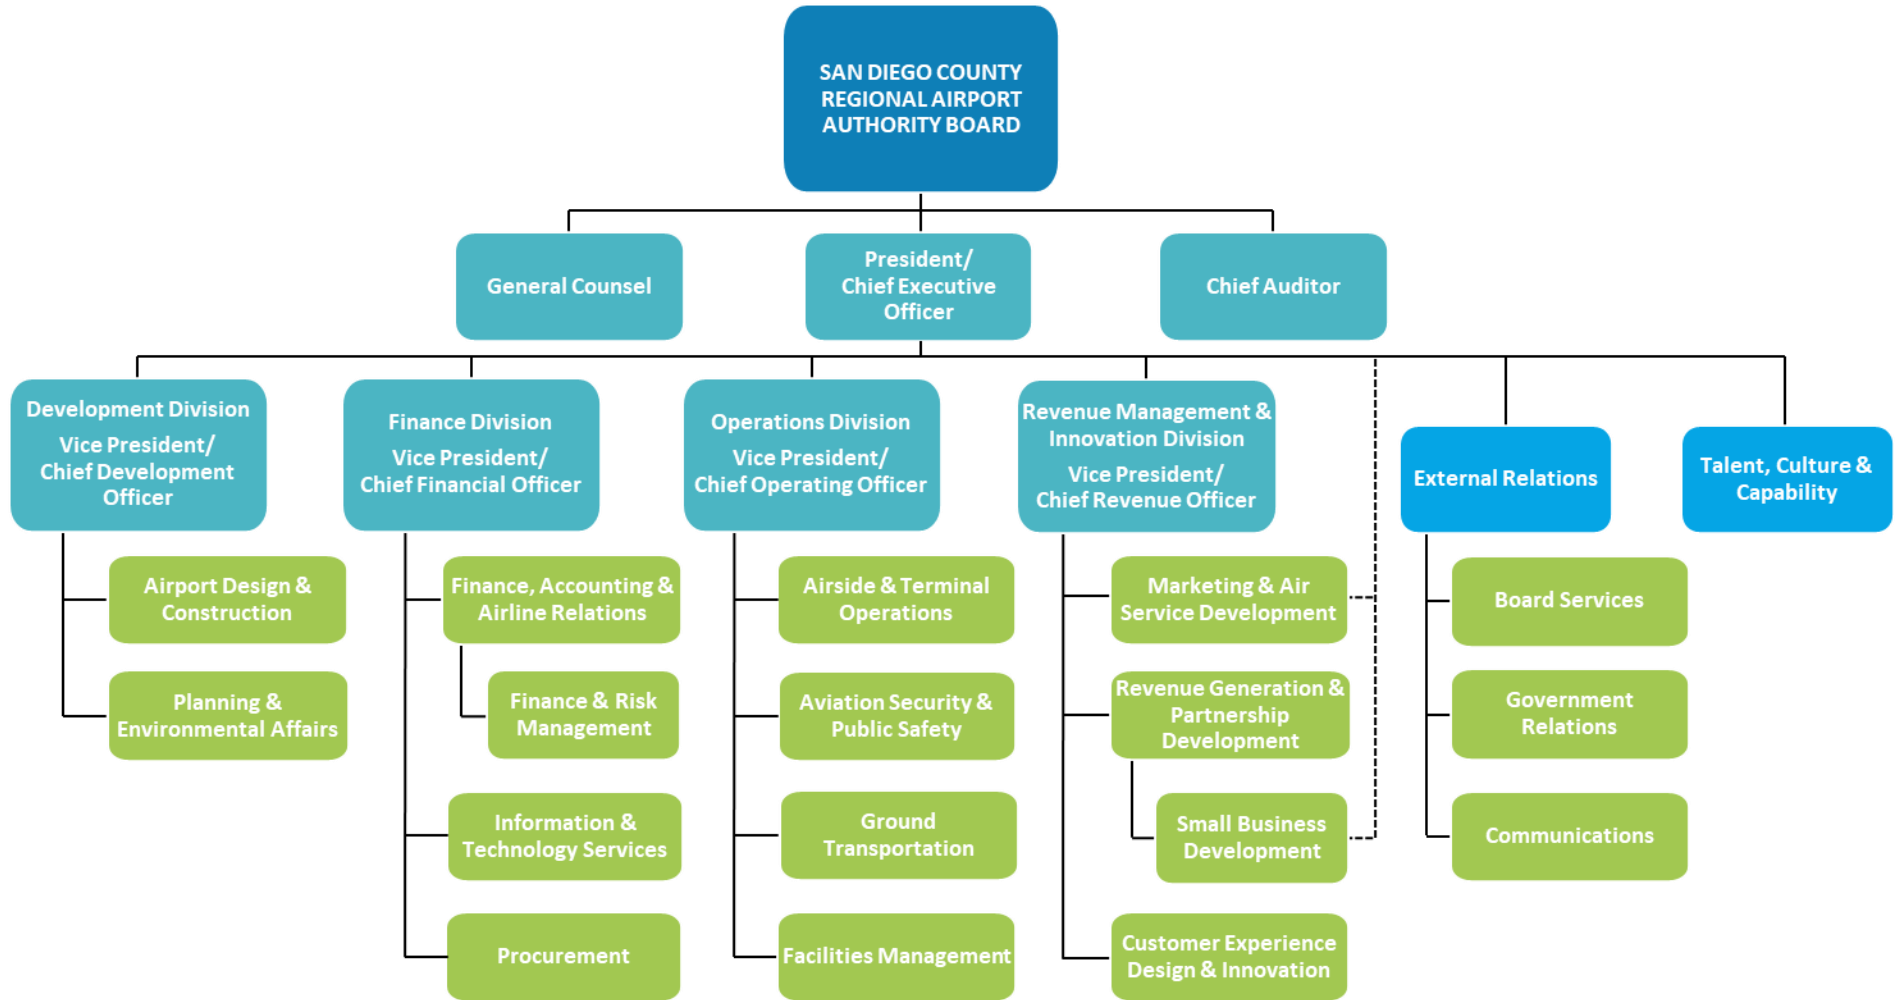 SAN DIEGO COUNTY
REGIONAL AIRPORT
AUTHORITY BOARD
General Counsel
President/
Chief Executive
Officer
Chief Auditor
Development Division
Vice President/
Chief Development
Officer
Finance Division
Vice President/
Chief Financial Officer
Operations Division
Vice President/
Chief Operating Officer
Revenue Management &
Innovation Division
Vice President/
Chief Revenue Officer
External Relations
Talent, Culture &
Capability
Airport Design &
Construction
Planning &
Environmental Affairs
Finance, Accounting &
Airline Relations
Finance & Risk
Management
Information &
Technology Services
Procurement
Airside & Terminal
Operations
Aviation Security &
Public Safety
Ground
Transportation
Facilities Management
Marketing & Air
Service Development
Revenue Generation &
Partnership
Development
Small Business
Development
Customer Experience
Design & Innovation
Board Services
Government
Relations
Communications